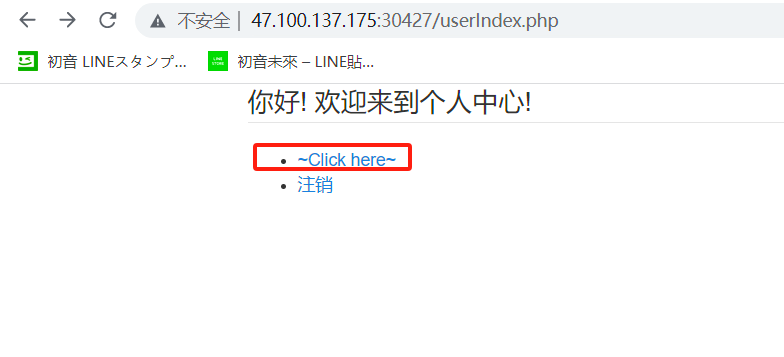 不安全 | 47.100.137.175:30427/userIndex.php
初音 LINEスタンプ... LINE STORE 初音未來 – LINE貼...
你好! 欢迎来到个人中心!
~Click here~
注销